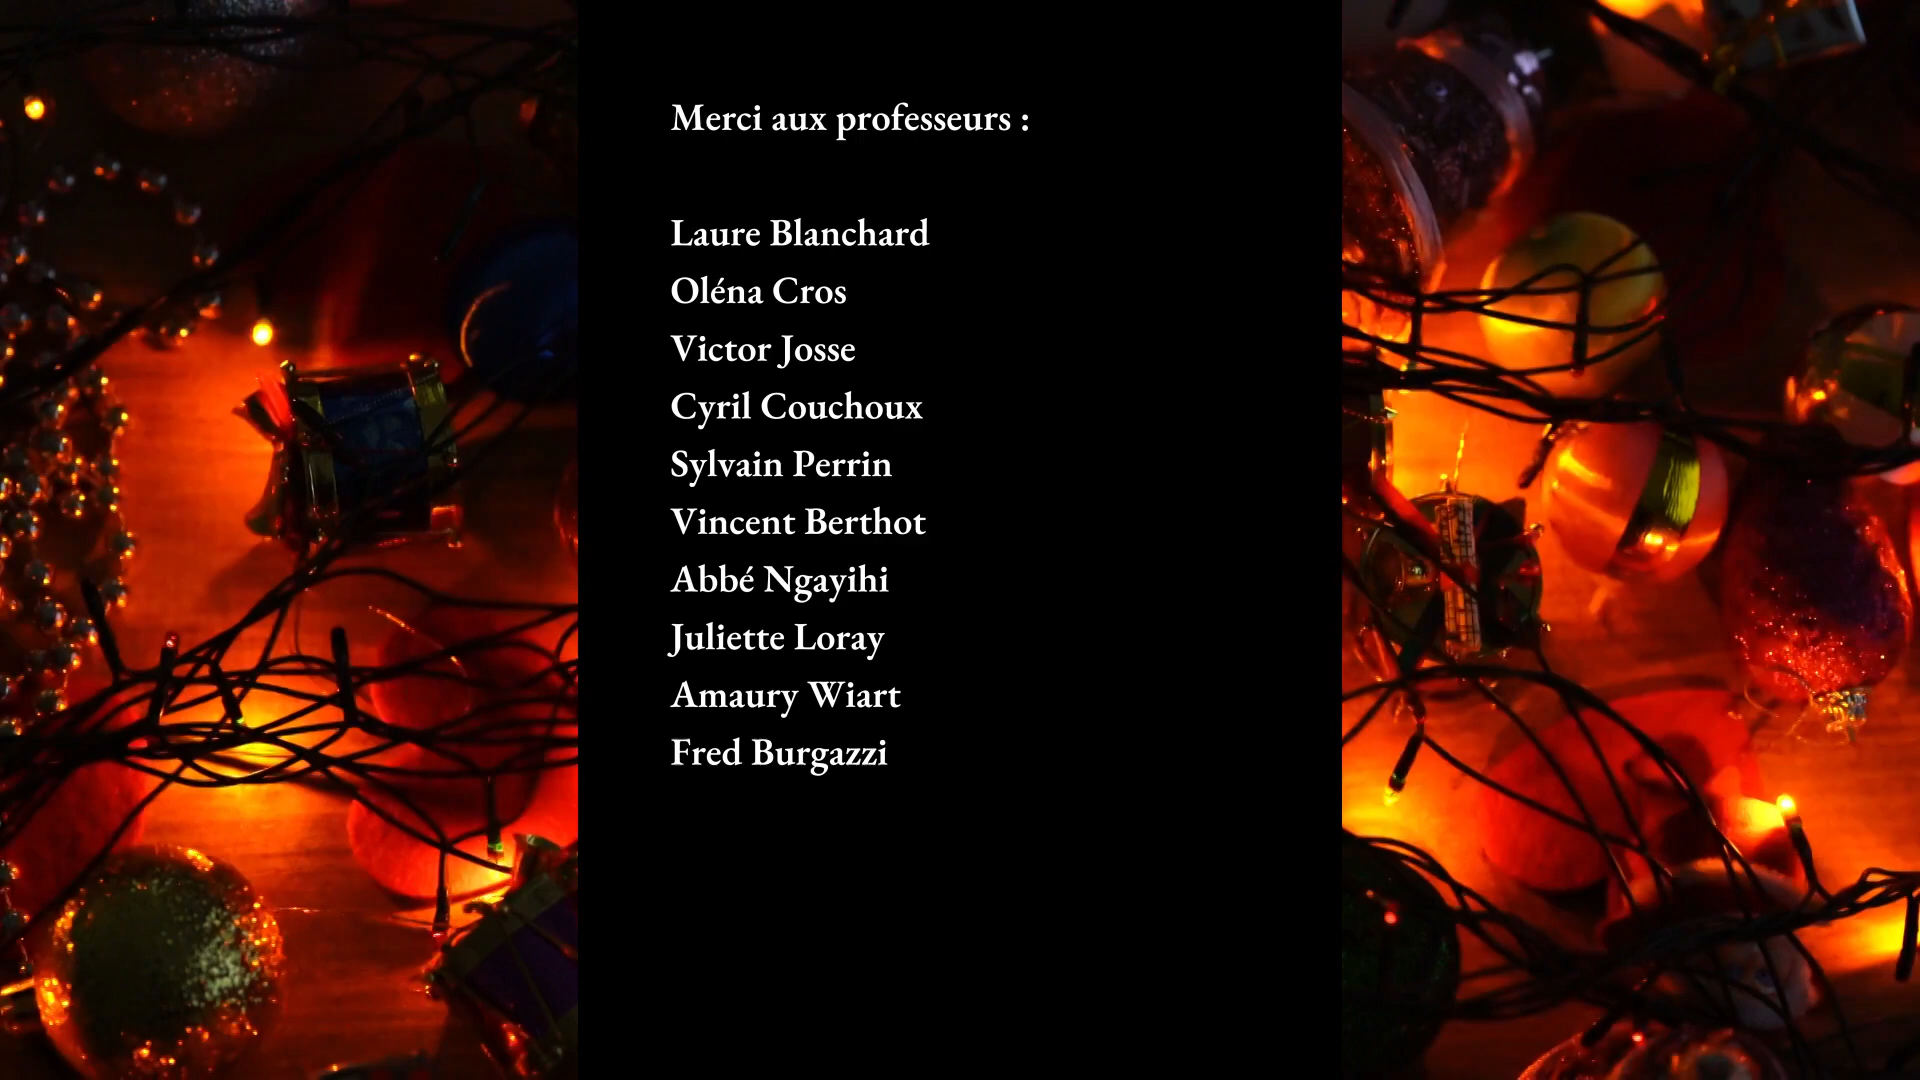 Merci aux professeurs :
Laure Blanchard
Oléna Cros
Victor Josse
Cyril Couchoux
Sylvain Perrin
Vincent Berthot
Abbé Ngayihi
Juliette Loray
Amaury Wiart
Fred Burgazzi